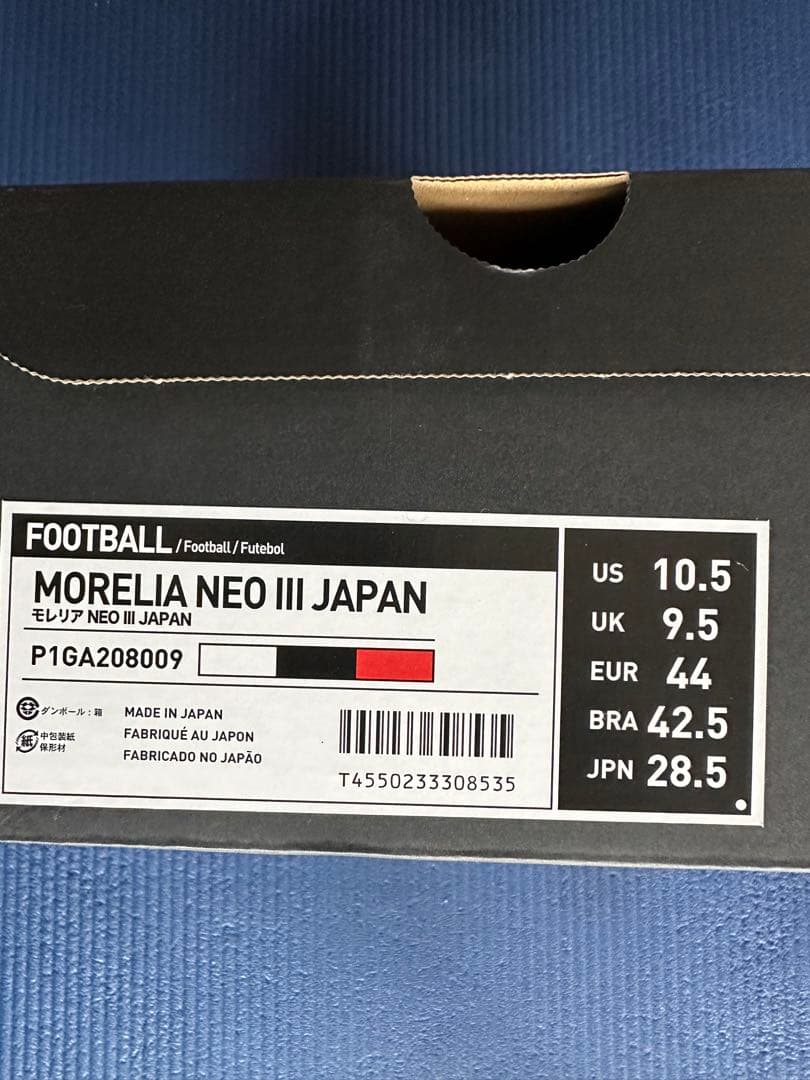 FOOTBALL / Football / Futebol
MORELIA NEO III JAPAN
モレリア NEO III JAPAN
P1GA208009
ダンボール : 箱
紙
中包装紙
保形材
MADE IN JAPAN
FABRIQUÉ AU JAPON
FABRICADO NO JAPÃO
T4550233308535
US 10.5
UK 9.5
EUR 44
BRA 42.5
JPN 28.5